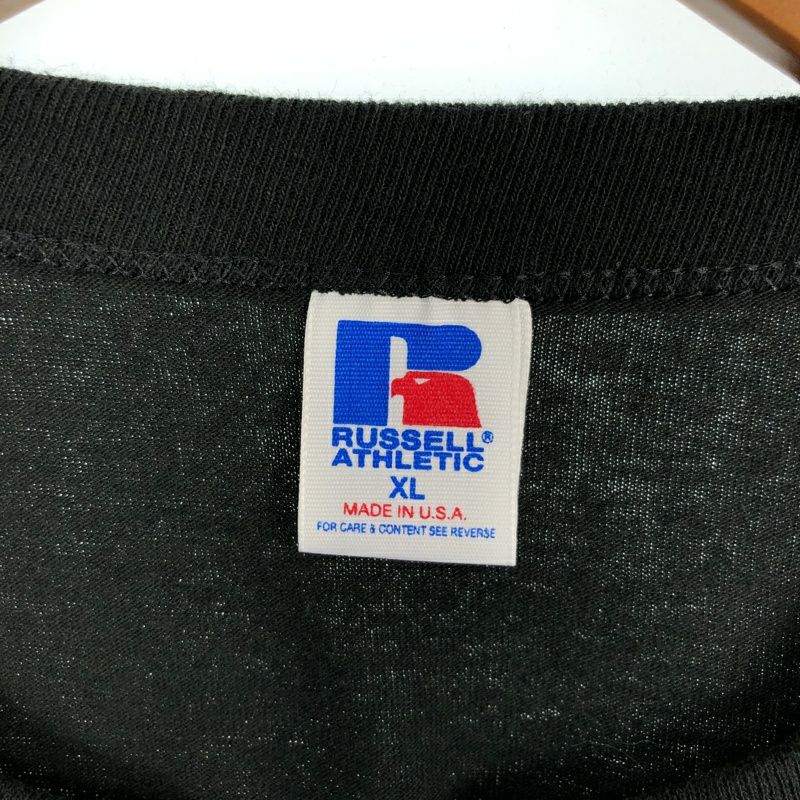 RUSSELL®
ATHLETIC
XL
MADE IN U.S.A.
FOR CARE & CONTENT SEE REVERSE